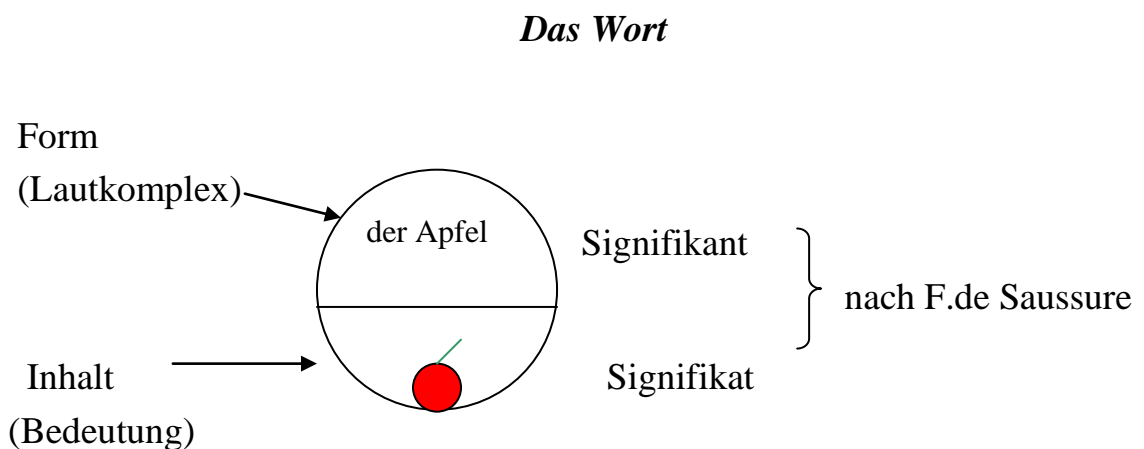 Das Wort
Form
(Lautkomplex)
der Apfel
Signifikant
nach F.de Saussure
Inhalt
(Bedeutung)
Signifikat